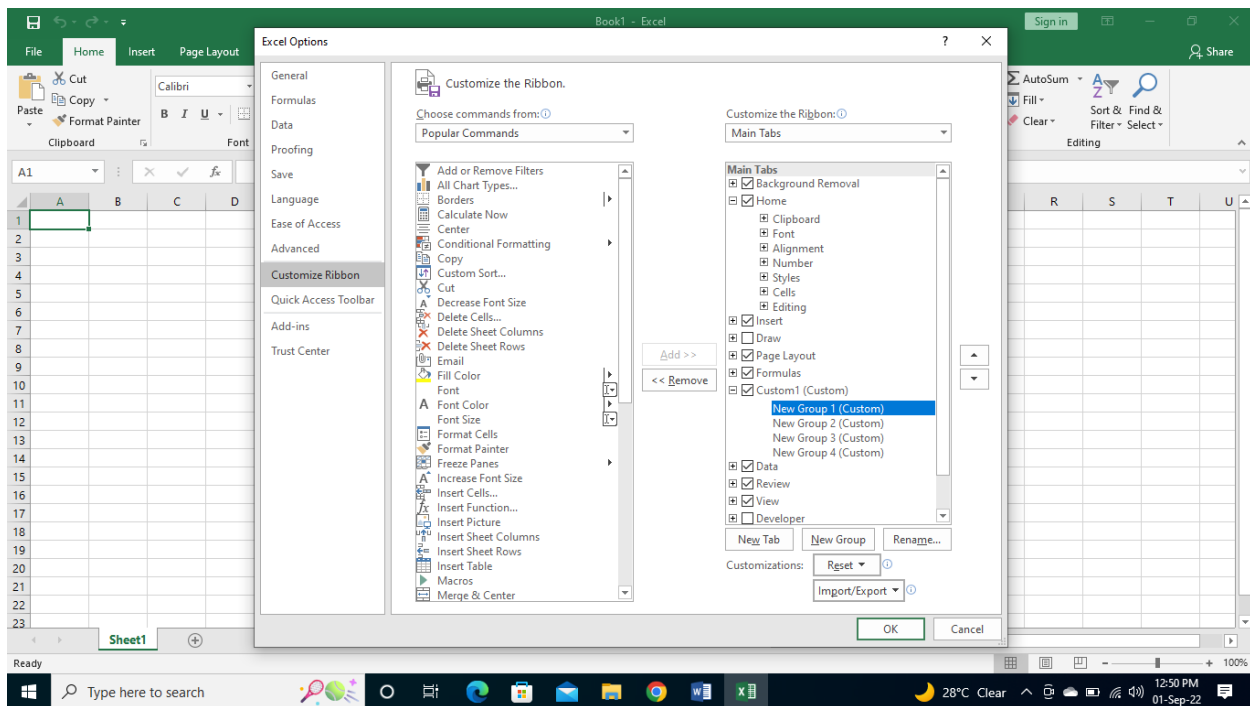 Book1 - Excel
Sign in
File Home Insert Page Layout
Share
Excel Options
?
Cut
Copy
Format Painter
Paste
Clipboard
Calibri
B I U
Font
AutoSum
Fill
Clear
Sort & Filter
Find & Select
Editing
A1
fx
A B C D R S T U
1
2
3
4
5
6
7
8
9
10
11
12
13
14
15
16
17
18
19
20
21
22
23
General
Formulas
Data
Proofing
Save
Language
Ease of Access
Advanced
Customize Ribbon
Quick Access Toolbar
Add-ins
Trust Center
Customize the Ribbon.
Choose commands from:
Popular Commands
Add or Remove Filters
All Chart Types...
Borders
Calculate Now
Center
Conditional Formatting
Copy
Custom Sort...
Cut
Decrease Font Size
Delete Cells...
Delete Sheet Columns
Delete Sheet Rows
Email
Fill Color
Font
Font Color
Font Size
Format Cells
Format Painter
Freeze Panes
Increase Font Size
Insert Cells...
Insert Function...
Insert Picture
Insert Sheet Columns
Insert Sheet Rows
Insert Table
Macros
Merge & Center
Add >>
<< Remove
Customize the Ribbon:
Main Tabs
Main Tabs
Background Removal
Home
Clipboard
Font
Alignment
Number
Styles
Cells
Editing
Insert
Draw
Page Layout
Formulas
Custom1 (Custom)
New Group 1 (Custom)
New Group 2 (Custom)
New Group 3 (Custom)
New Group 4 (Custom)
Data
Review
View
Developer
New Tab New Group Rename...
Customizations: Reset
Import/Export
OK Cancel
Sheet1
Ready
100%
Type here to search
28°C Clear
12:50 PM
01-Sep-22